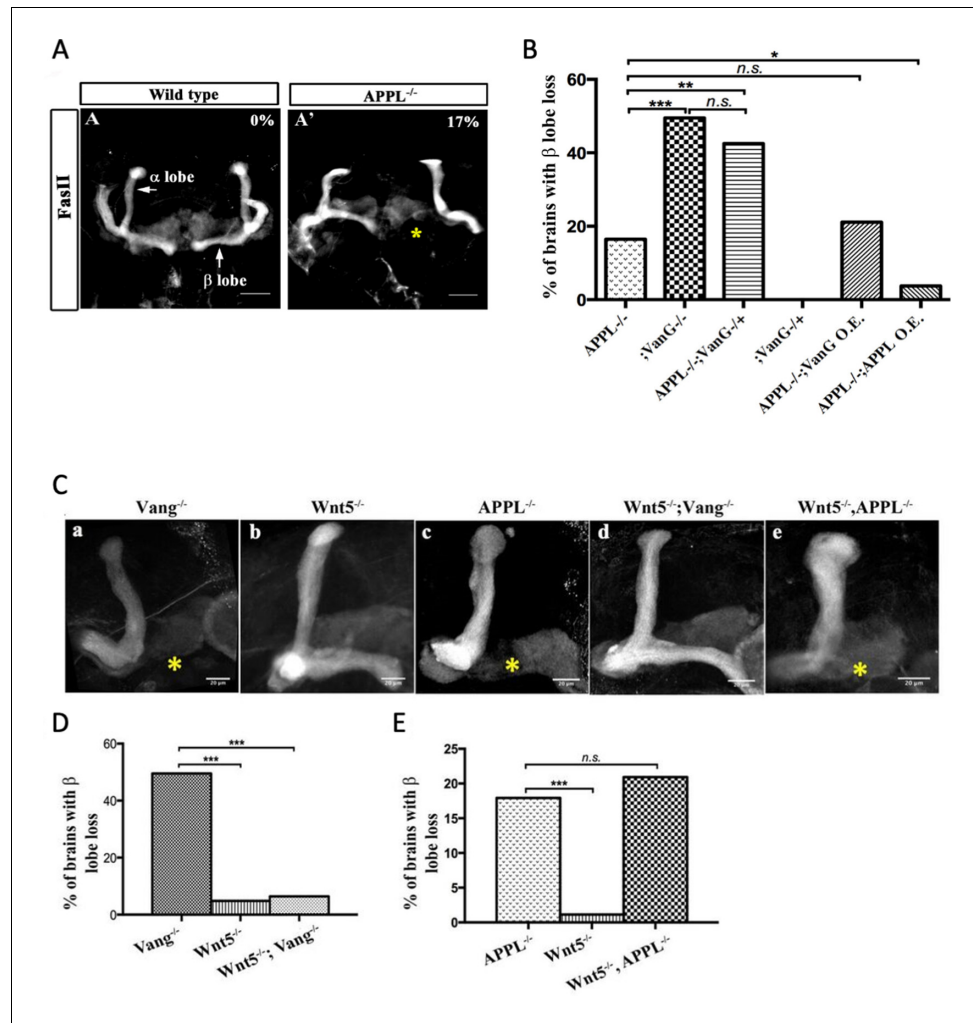 A
Wild type
APPL-/-
FasII
A
0%
α lobe
β lobe
A'
17%
*
B
% of brains with β lobe loss
60
40
20
0
*
n.s.
**
***
n.s.
APPL-/-
;VanG-/-
APPL-/-;VanG-/+
;VanG-/+
APPL-/-;VanG O.E.
APPL-/-;APPL O.E.
C
Vang-/-
Wnt5-/-
APPL-/-
Wnt5-/-;Vang-/-
Wnt5-/-,APPL-/-
a
*
20 µm
b
20 µm
c
*
20 µm
d
20 µm
e
*
20 µm
D
% of brains with β
lobe loss
60
40
20
0
***
***
Vang-/-
Wnt5-/-
Wnt5-/-; Vang-/-
E
% of brains with β
lobe loss
25
20
15
10
5
0
n.s.
***
APPL-/-
Wnt5-/-
Wnt5-/-, APPL-/-